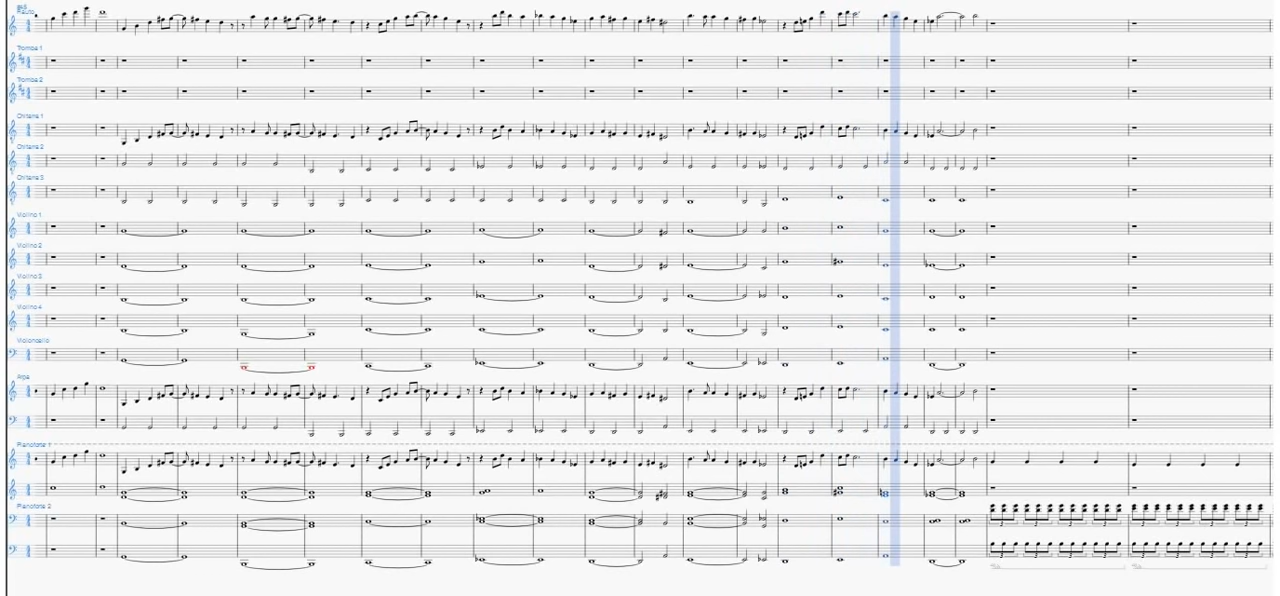 Flauto
Tromba 1
Tromba 2
Chitarra 1
Chitarra 2
Chitarra 3
Violino 1
Violino 2
Violino 3
Violino 4
Violoncello
Arpa
Pianoforte 1
Pianoforte 2